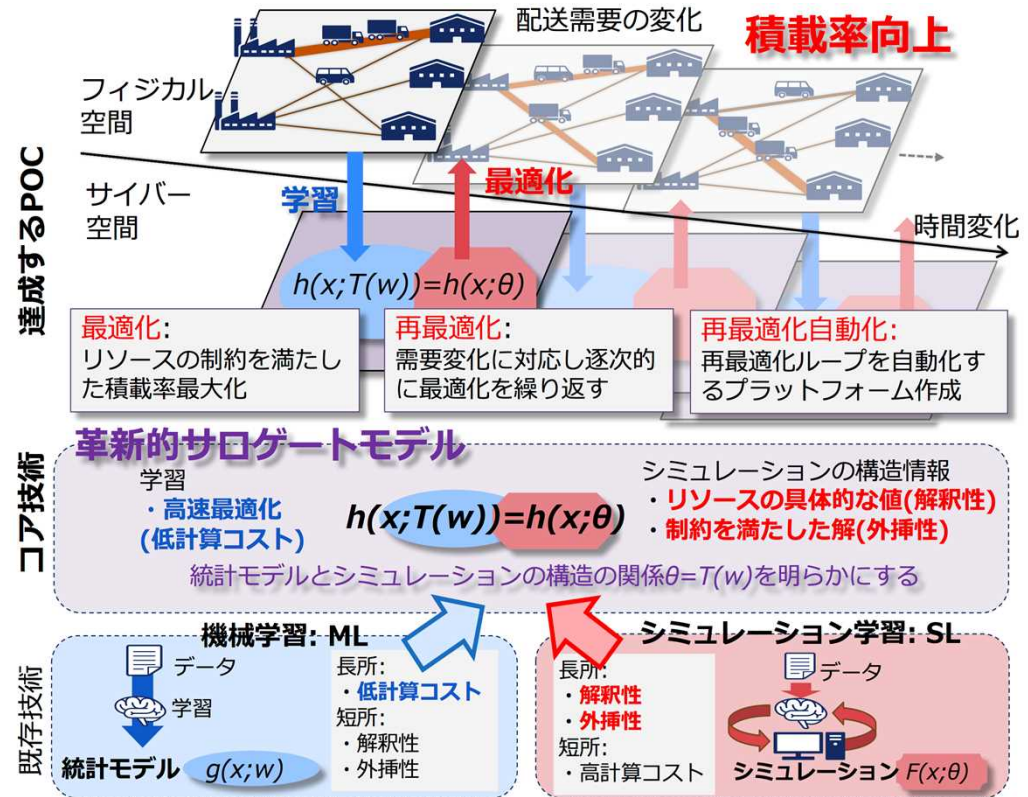 配送需要の変化
積載率向上
フィジカル
空間
達成するPOC
サイバー
空間
学習
最適化
時間変化
h(x;T(w))=h(x;θ)
最適化:
リソースの制約を満たし
た積載率最大化
再最適化:
需要変化に対応し逐次的
に最適化を繰り返す
再最適化自動化:
再最適化ループを自動化す
るプラットフォーム作成
コア技術
革新的サロゲートモデル
学習
・高速最適化
(低計算コスト)
h(x;T(w))=h(x;θ)
シミュレーションの構造情報
・リソースの具体的な値(解釈性)
・制約を満たした解(外挿性)
統計モデルとシミュレーションの構造の関係θ=T(w)を明らかにする
既存技術
機械学習: ML
データ
学習
統計モデル g(x;w)
長所:
・低計算コスト
短所:
・解釈性
・外挿性
シミュレーション学習: SL
長所:
・解釈性
・外挿性
短所:
・高計算コスト
データ
シミュレーション F(x;θ)